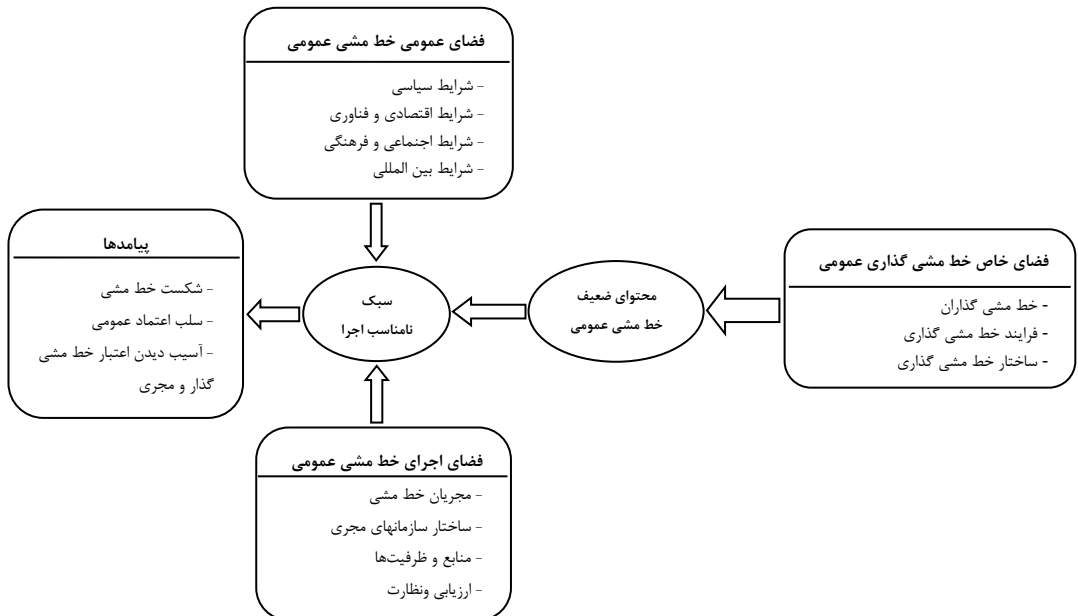 فضای عمومی خط مشی عمومی
- شرایط سیاسی
- شرایط اقتصادی و فناوری
- شرایط اجتماعی و فرهنگی
- شرایط بین المللی
فضای خاص خط مشی گذاری عمومی
- خط مشی گذاران
- فرایند خط مشی گذاری
- ساختار خط مشی گذاری
محتوای ضعیف
خط مشی عمومی
سبک
نامناسب اجرا
پیامدها
- شکست خط مشی
- سلب اعتماد عمومی
- آسیب دیدن اعتبار خط مشی
گذار و مجری
فضای اجرای خط مشی عمومی
- مجریان خط مشی
- ساختار سازمانهای مجری
- منابع و ظرفیت‌ها
- ارزیابی ونظارت